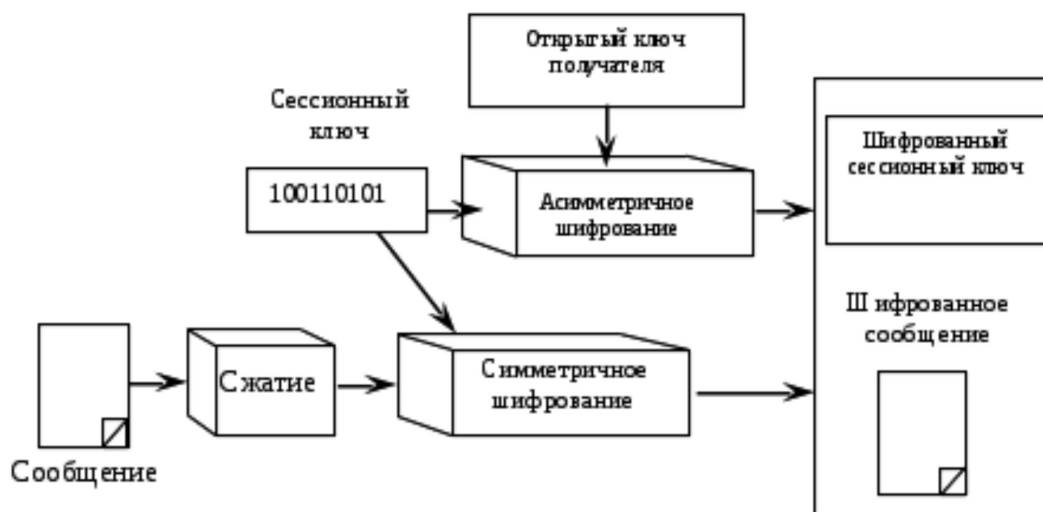 Открытый ключ
получателя
Сессионный
ключ
Шифрованный
сессионный ключ
100110101
Асимметричное
шифрование
Шифрованное
сообщение
Сжатие
Симметричное
шифрование
Сообщение